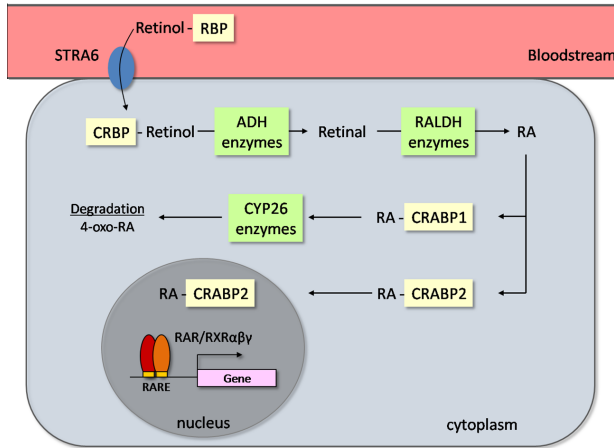 Retinol - RBP
STRA6
Bloodstream
CRBP - Retinol
ADH
enzymes
Retinal
RALDH
enzymes
RA
Degradation
4-oxo-RA
CYP26
enzymes
RA - CRABP1
RA - CRABP2
RA - CRABP2
RAR/RXRαβγ
RARE
Gene
nucleus
cytoplasm